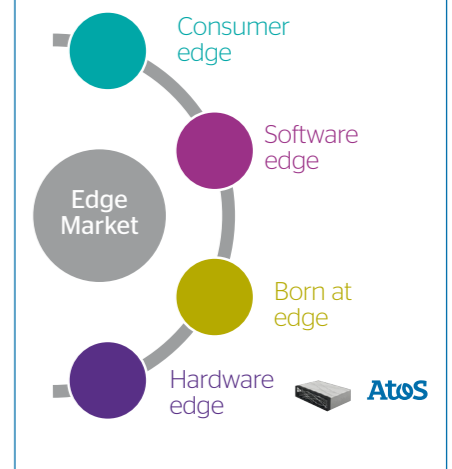 Consumer
edge
Software
edge
Edge
Market
Born at
edge
Hardware
edge
Atos